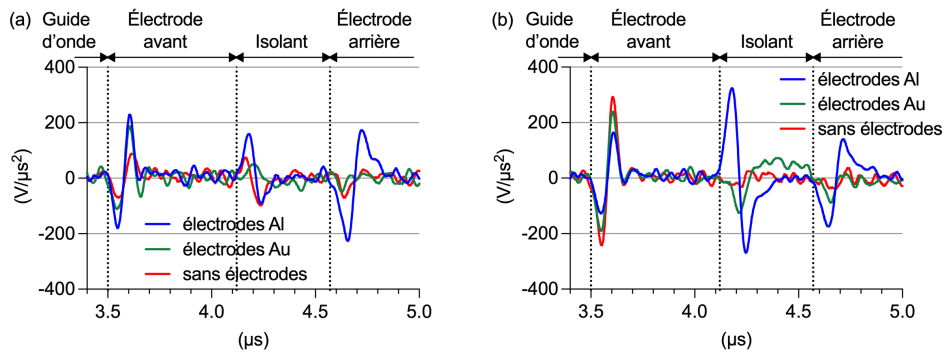 (a)
Guide
d'onde
Électrode
avant
Isolant
Électrode
arrière
400
200
0
-200
-400
(V/µs²)
électrodes Al
électrodes Au
sans électrodes
3.5
4.0
4.5
5.0
(µs)
(b)
Guide
d'onde
Électrode
avant
Isolant
Électrode
arrière
400
200
0
-200
-400
(V/µs²)
électrodes Al
électrodes Au
sans électrodes
3.5
4.0
4.5
5.0
(µs)